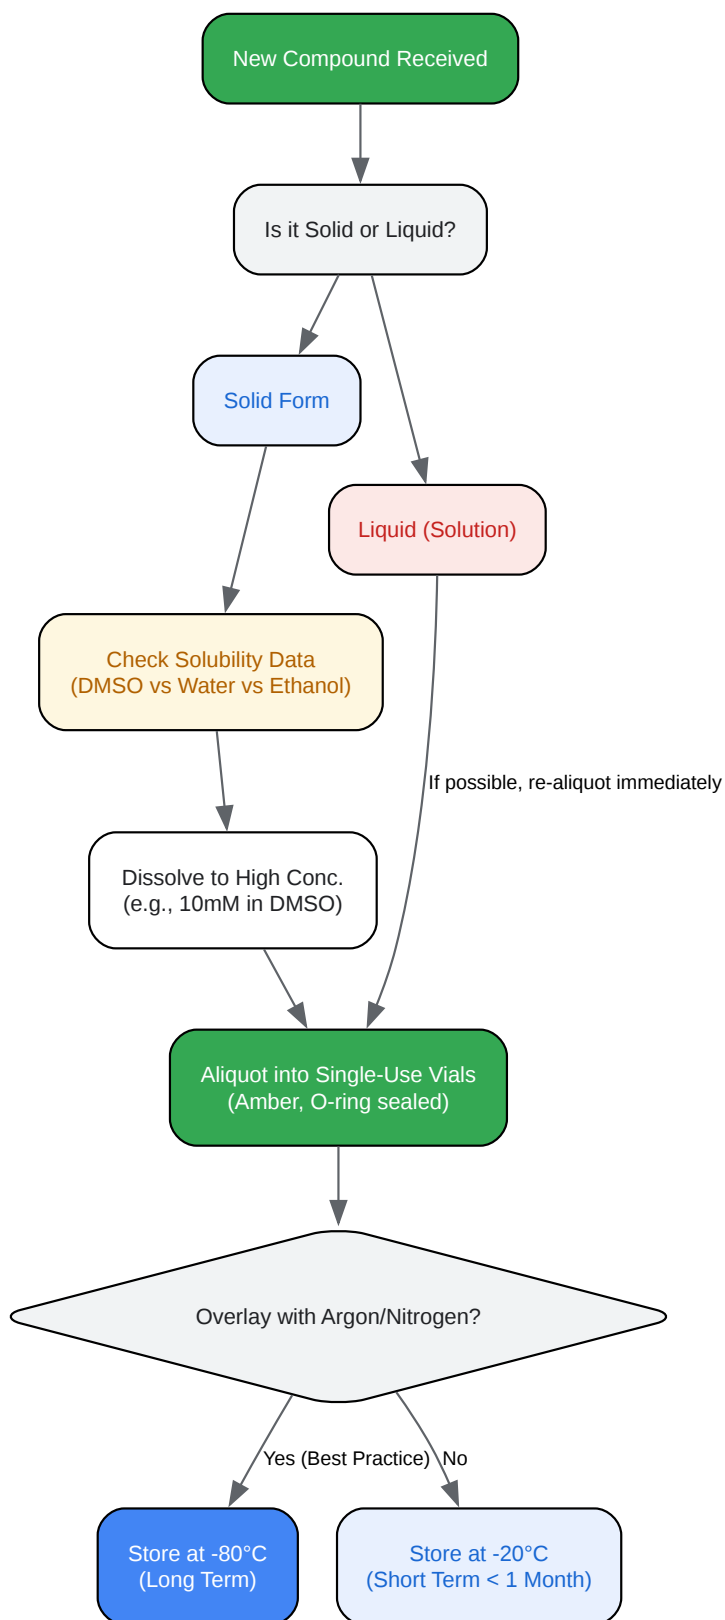 New Compound Received
Is it Solid or Liquid?
Solid Form
Liquid (Solution)
Check Solubility Data
(DMSO vs Water vs Ethanol)
If possible, re-aliquot immediately
Dissolve to High Conc.
(e.g., 10mM in DMSO)
Aliquot into Single-Use Vials
(Amber, O-ring sealed)
Overlay with Argon/Nitrogen?
Yes (Best Practice)
No
Store at -80°C
(Long Term)
Store at -20°C
(Short Term < 1 Month)